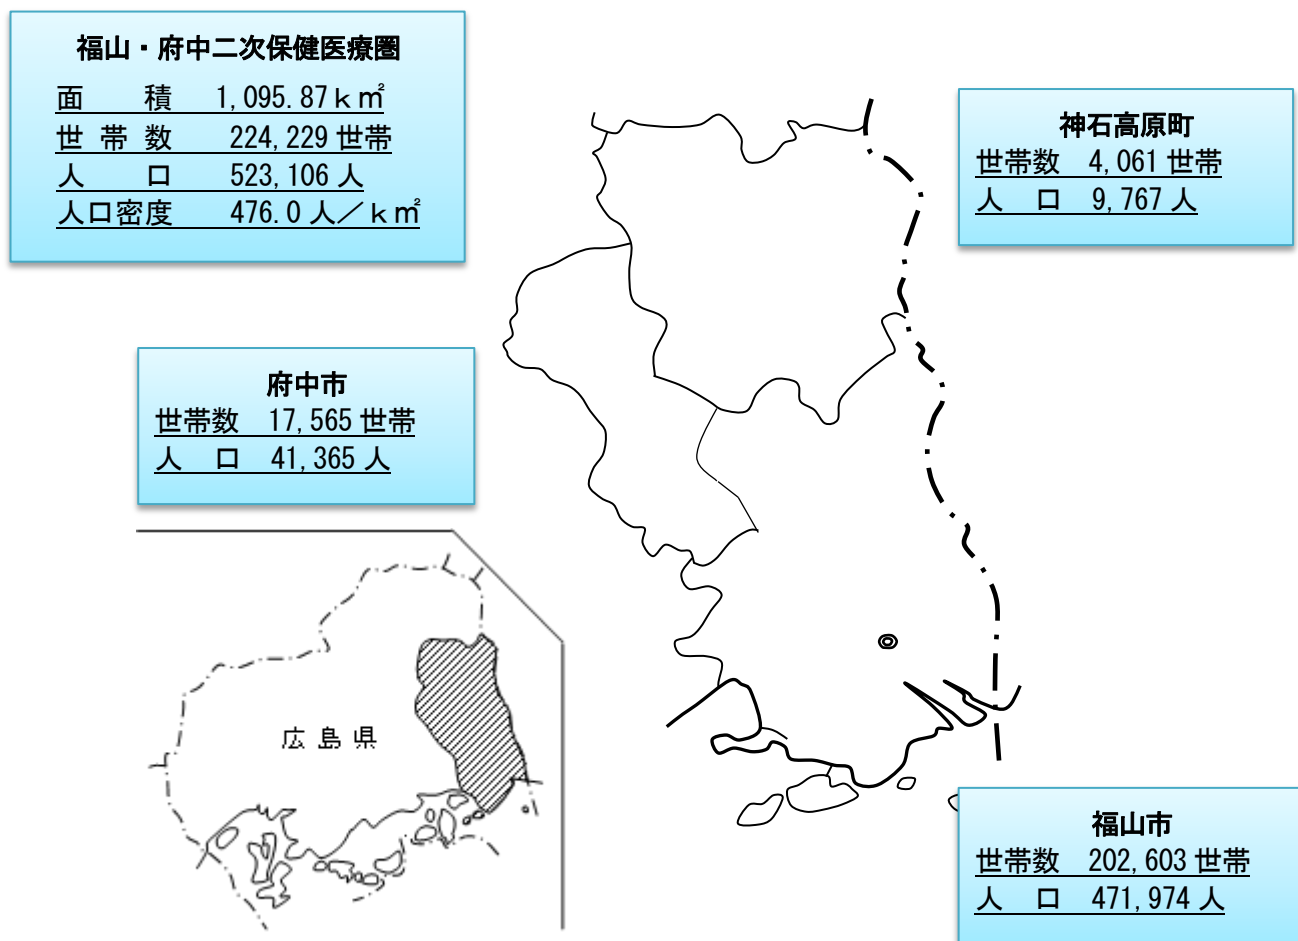 福山・府中二次保健医療圏
面　　積　1,095.87ｋ㎡
世 帯 数　224,229 世帯
人　　口　523,106 人
人口密度　476.0 人／ｋ㎡
神石高原町
世帯数　4,061 世帯
人　口　9,767 人
府中市
世帯数　17,565 世帯
人　口　41,365 人
広島県
福山市
世帯数　202,603 世帯
人　口　471,974 人